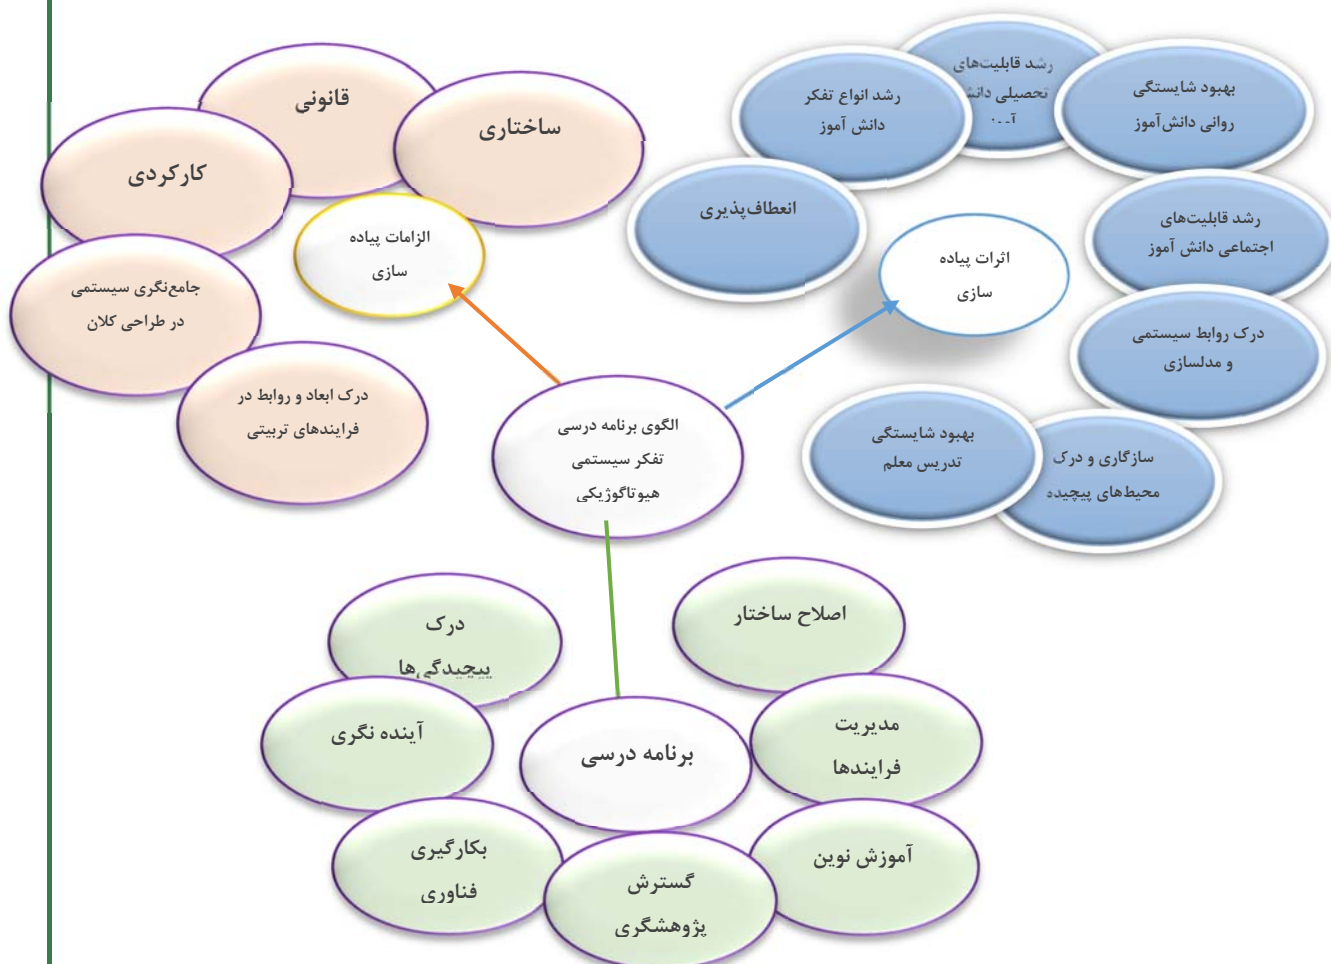 قانونی
ساختاری
کارکردی
جامع‌نگری سیستمی
در طراحی کلان
درک ابعاد و روابط در
فرایندهای تربیتی
الزامات پیاده
سازی
رشد قابلیت‌های
تحصیلی دانش
آموز
بهبود شایستگی
روانی دانش‌آموز
رشد انواع تفکر
دانش آموز
انعطاف‌پذیری
رشد قابلیت‌های
اجتماعی دانش آموز
اثرات پیاده
سازی
درک روابط سیستمی
و مدلسازی
سازگاری و درک
محیط‌های پیچیده
بهبود شایستگی
تدریس معلم
الگوی برنامه درسی
تفکر سیستمی
هیوتاگوژیکی
اصلاح ساختار
درک
پیچیدگی‌ها
مدیریت
فرایندها
آینده نگری
برنامه درسی
آموزش نوین
بکارگیری
فناوری
گسترش
پژوهشگری